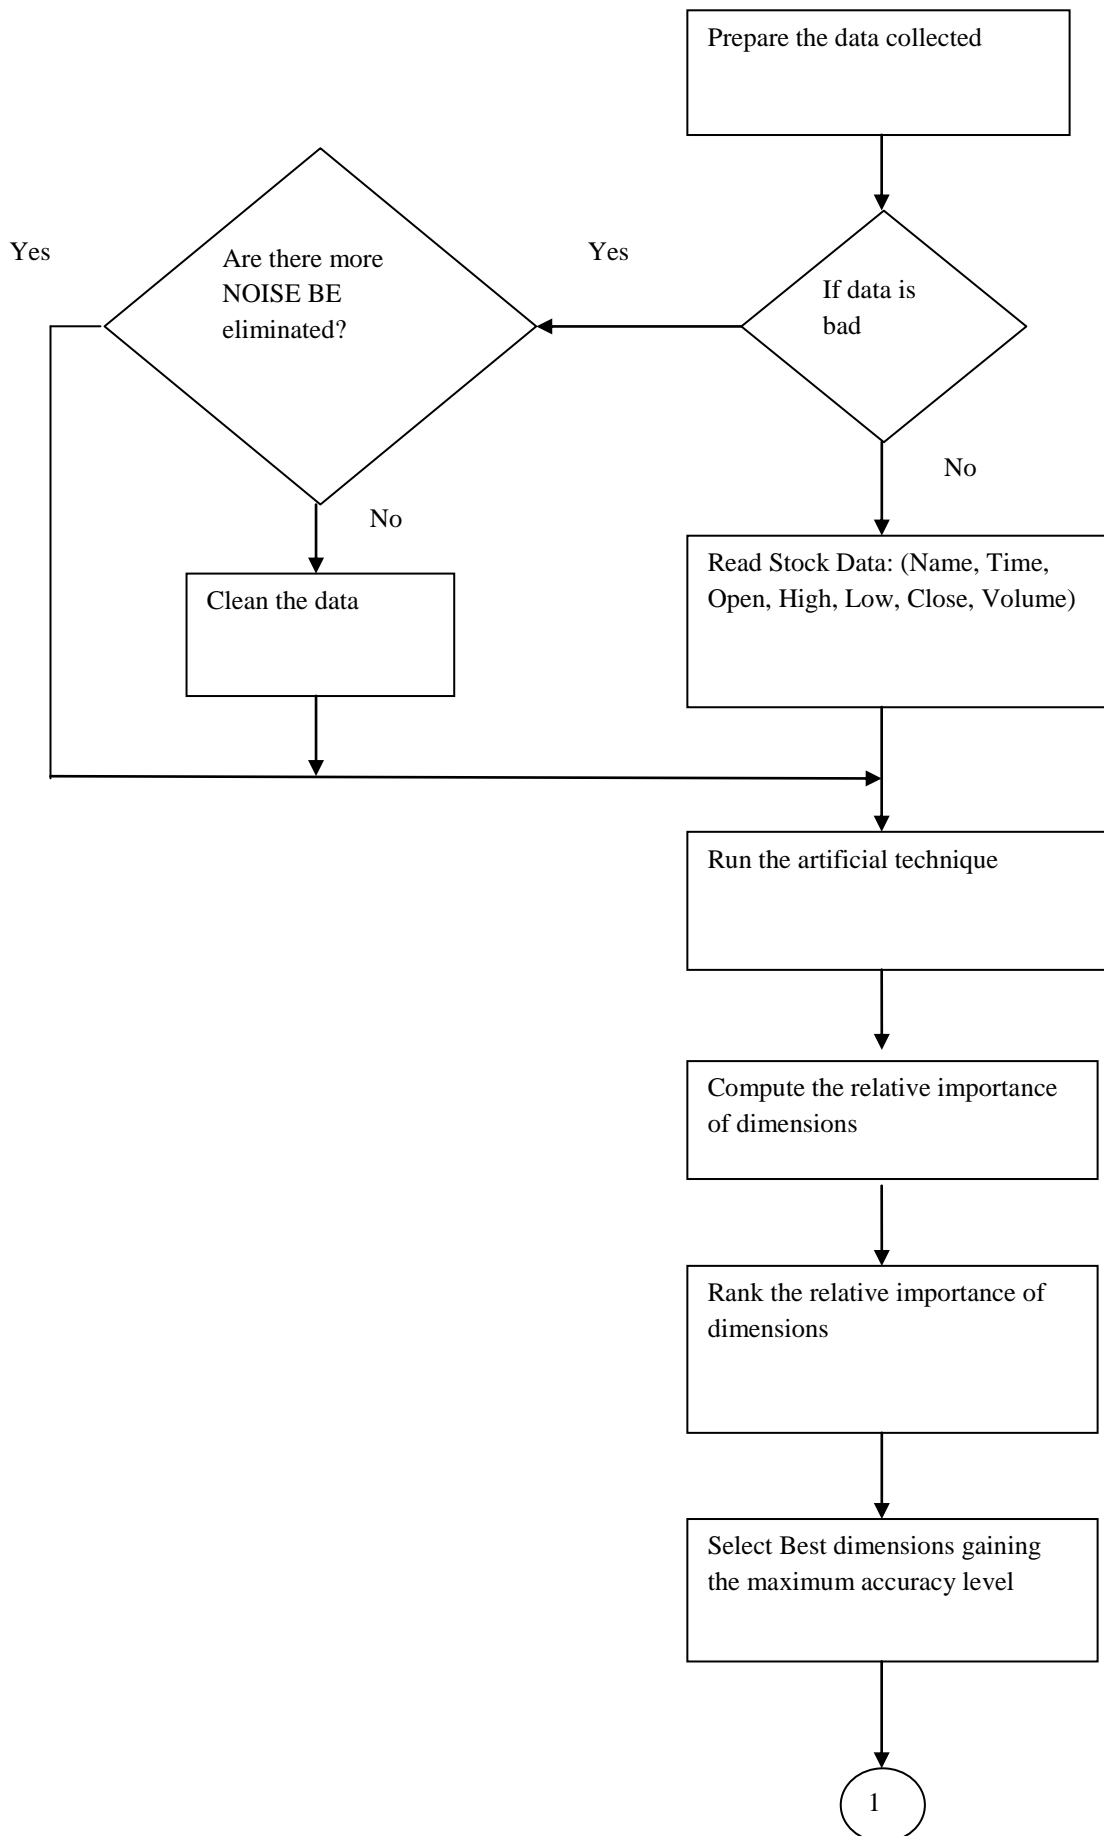 Prepare the data collected
Yes
Are there more
NOISE BE
eliminated?
Yes
If data is
bad
No
No
Clean the data
Read Stock Data: (Name, Time,
Open, High, Low, Close, Volume)
Run the artificial technique
Compute the relative importance
of dimensions
Rank the relative importance of
dimensions
Select Best dimensions gaining
the maximum accuracy level
1